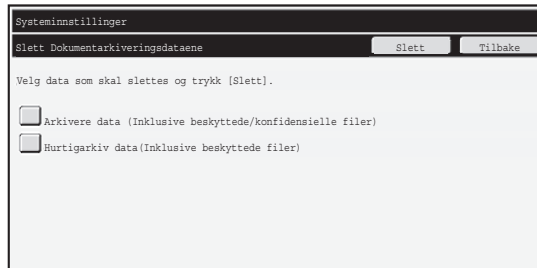 Systeminnstillinger
Slett Dokumentarkiveringsdataene Slett Tilbake
Velg data som skal slettes og trykk [Slett].
Arkivere data (Inklusive beskyttede/konfidensielle filer)
Hurtigarkiv data(Inklusive beskyttede filer)